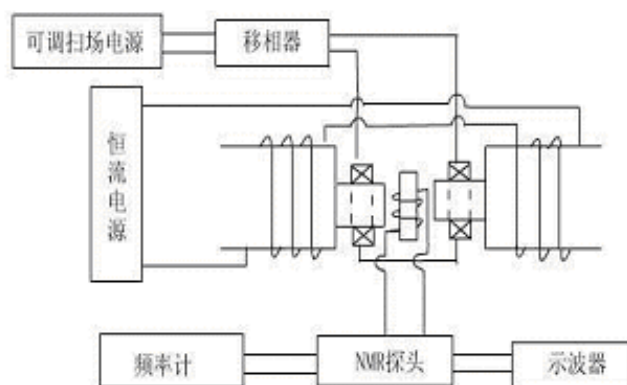 可调扫场电源
移相器
恒流电源
频率计
NMR探头
示波器